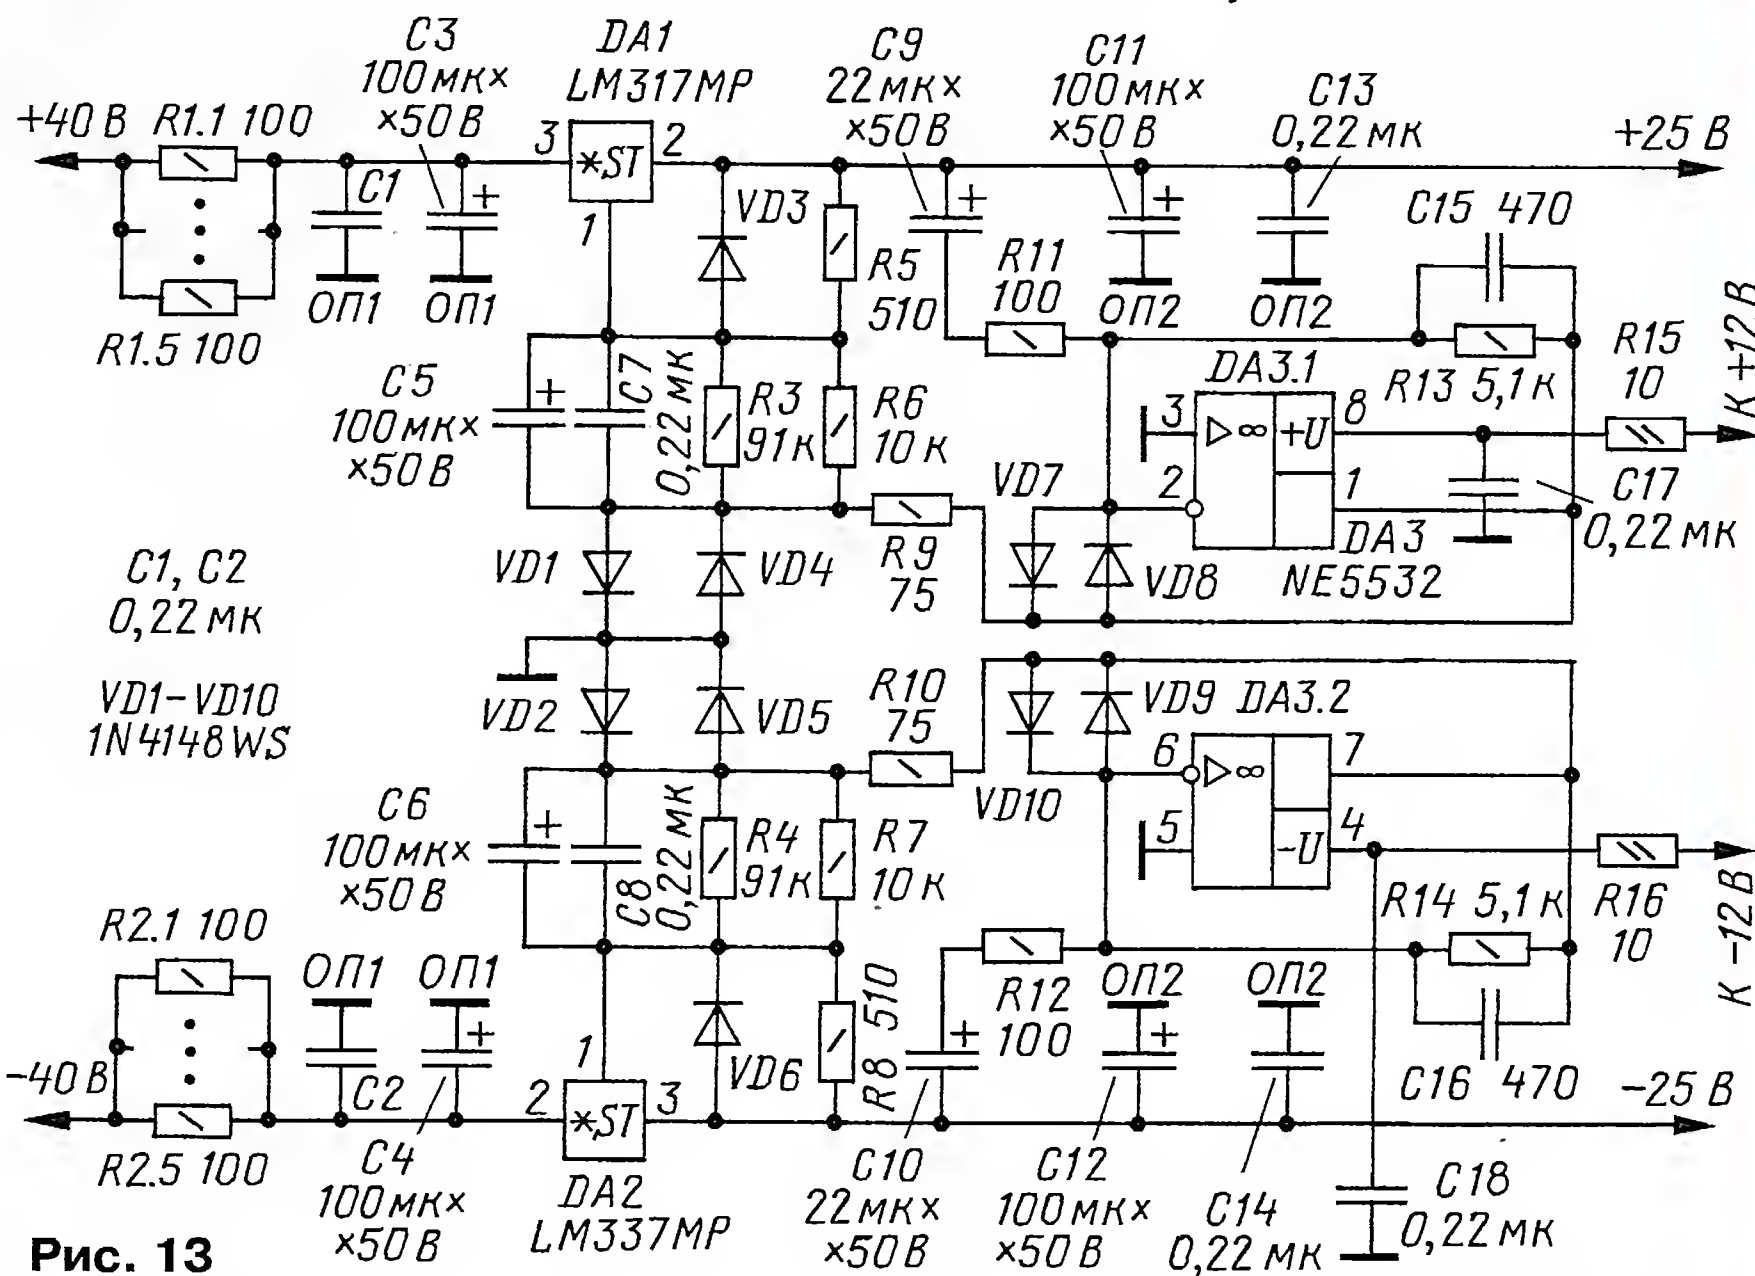 C3
100мк×
×50В
DA1
LM317MP
C9
22мк×
×50В
C11
100мк×
×50В
C13
0,22мк
+40В
R1.1 100
3
*ST
2
+25В
C1
+
VD3
+
+
C15 470
1
R5
510
R11
100
ОП1
ОП1
ОП2
ОП2
R1.5 100
C5
100мк×
×50В
+
C7
0,22мк
R3
91к
R6
10к
DA3.1
R13 5,1к
R15
10
К +12В
3
▷∞
+U
8
2
1
VD7
C17
0,22мк
C1, C2
0,22мк
VD1
VD4
R9
75
VD8
DA3
NE5532
VD1-VD10
1N4148WS
VD2
VD5
R10
75
VD9
DA3.2
6
▷∞
7
VD10
C6
100мк×
×50В
+
C8
0,22мк
R4
91к
R7
10к
5
-U
4
R14 5,1к
R16
10
К -12В
R2.1 100
ОП1
ОП1
R12
100
ОП2
ОП2
+
1
VD6
R8 510
+
+
C16 470
-40В
C2
2
*ST
3
-25В
R2.5 100
C4
100мк×
×50В
DA2
LM337MP
C10
22мк×
×50В
C12
100мк×
×50В
C14
0,22мк
C18
0,22мк
Рис. 13